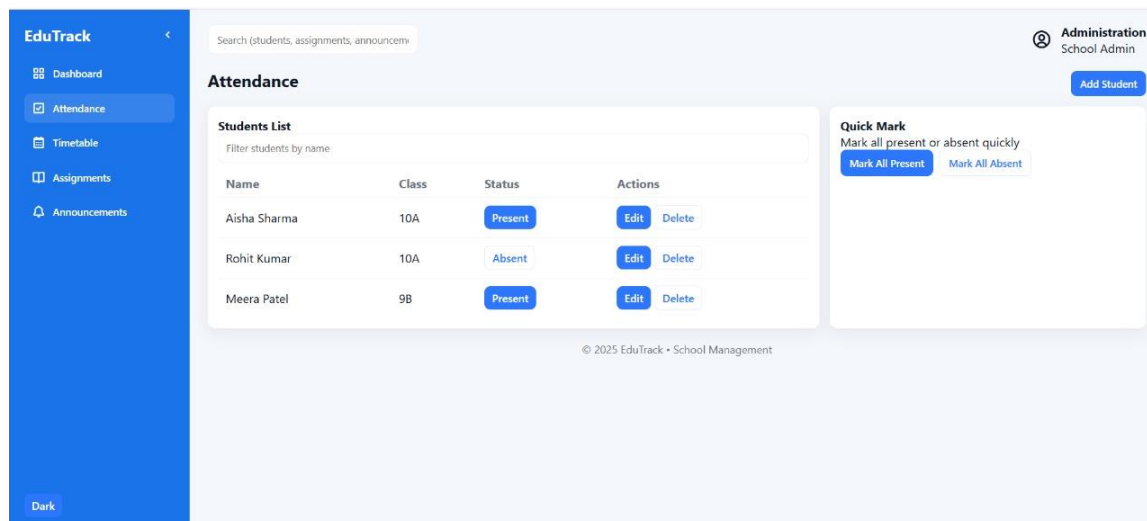 EduTrack
Dashboard
Attendance
Timetable
Assignments
Announcements
Dark
Search (students, assignments, announceme
Administration
School Admin
Attendance
Add Student
Students List
Filter students by name
Name Class Status Actions
Aisha Sharma 10A Present Edit Delete
Rohit Kumar 10A Absent Edit Delete
Meera Patel 9B Present Edit Delete
Quick Mark
Mark all present or absent quickly
Mark All Present Mark All Absent
© 2025 EduTrack • School Management